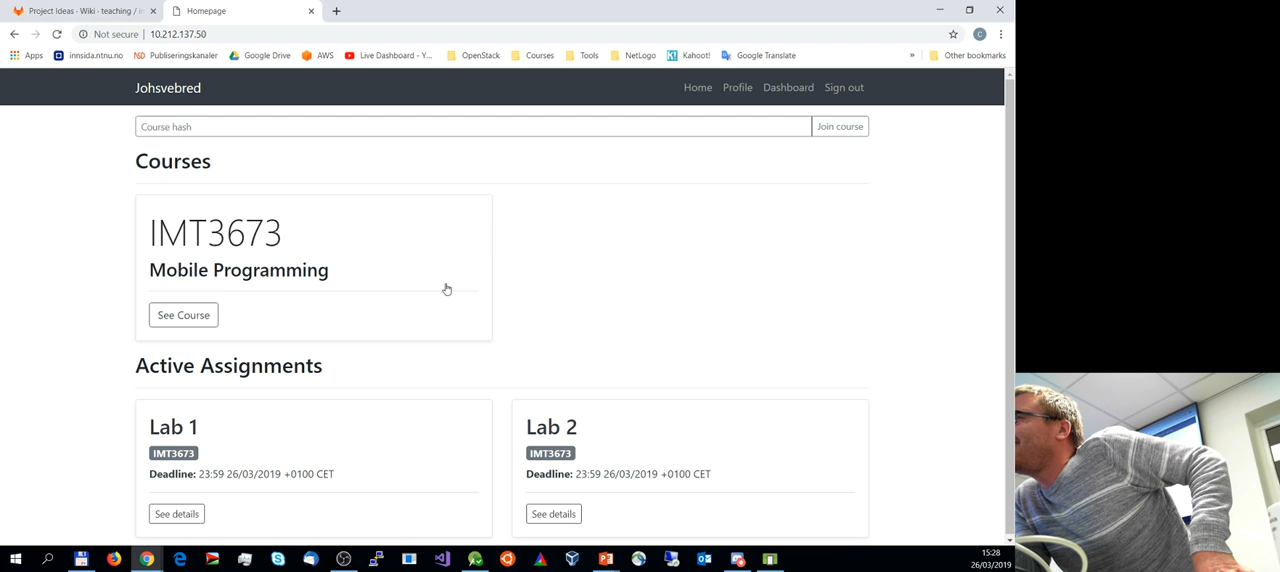 Project Ideas - Wiki - teaching / in
Homepage
Not secure | 10.212.137.50
Apps innsida.ntnu.no Publiseringskanaler Google Drive AWS Live Dashboard - Y... OpenStack Courses Tools NetLogo Kahoot! Google Translate » Other bookmarks
Johsvebred Home Profile Dashboard Sign out
Course hash Join course
Courses
IMT3673
Mobile Programming
See Course
Active Assignments
Lab 1
IMT3673
Deadline: 23:59 26/03/2019 +0100 CET
See details
Lab 2
IMT3673
Deadline: 23:59 26/03/2019 +0100 CET
See details
15:28
26/03/2019